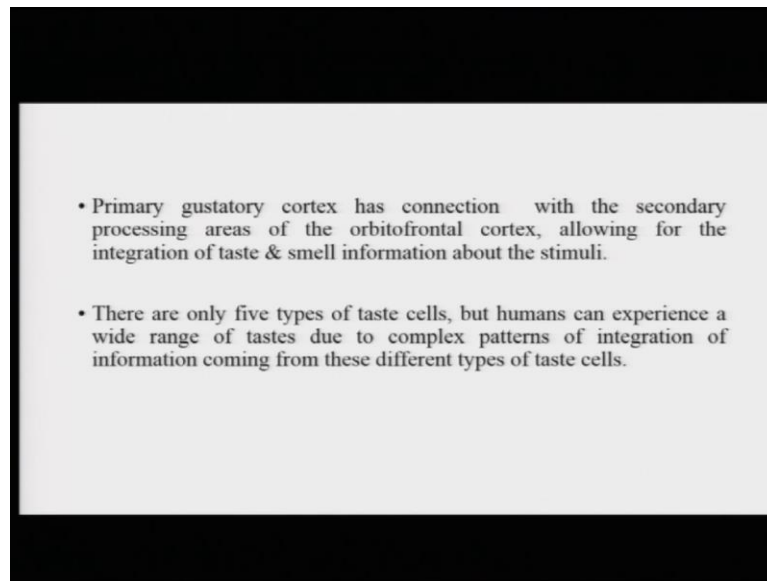 • Primary gustatory cortex has connection with the secondary
processing areas of the orbitofrontal cortex, allowing for the
integration of taste & smell information about the stimuli.
• There are only five types of taste cells, but humans can experience a
wide range of tastes due to complex patterns of integration of
information coming from these different types of taste cells.